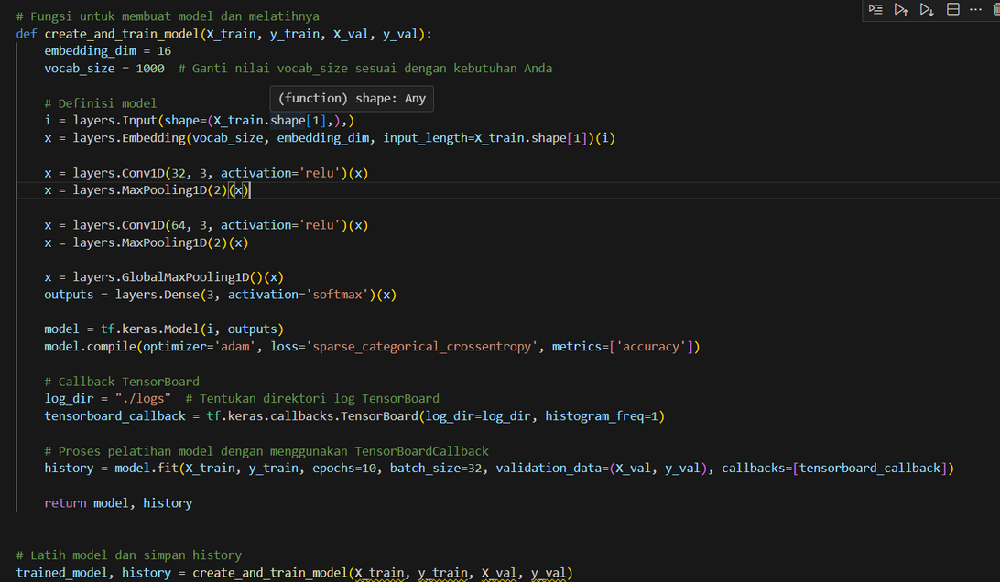 # Fungsi untuk membuat model dan melatihnya
def create_and_train_model(X_train, y_train, X_val, y_val):
    embedding_dim = 16
    vocab_size = 1000  # Ganti nilai vocab_size sesuai dengan kebutuhan Anda
(function) shape: Any
    # Definisi model
    i = layers.Input(shape=(X_train.shape[1],),)
    x = layers.Embedding(vocab_size, embedding_dim, input_length=X_train.shape[1])(i)
    x = layers.Conv1D(32, 3, activation='relu')(x)
    x = layers.MaxPooling1D(2)(x)
    x = layers.Conv1D(64, 3, activation='relu')(x)
    x = layers.MaxPooling1D(2)(x)
    x = layers.GlobalMaxPooling1D()(x)
    outputs = layers.Dense(3, activation='softmax')(x)
    model = tf.keras.Model(i, outputs)
    model.compile(optimizer='adam', loss='sparse_categorical_crossentropy', metrics=['accuracy'])
    # Callback TensorBoard
    log_dir = "./logs"  # Tentukan direktori log TensorBoard
    tensorboard_callback = tf.keras.callbacks.TensorBoard(log_dir=log_dir, histogram_freq=1)
    # Proses pelatihan model dengan menggunakan TensorBoardCallback
    history = model.fit(X_train, y_train, epochs=10, batch_size=32, validation_data=(X_val, y_val), callbacks=[tensorboard_callback])
    return model, history
# Latih model dan simpan history
trained_model, history = create_and_train_model(X_train, y_train, X_val, y_val)